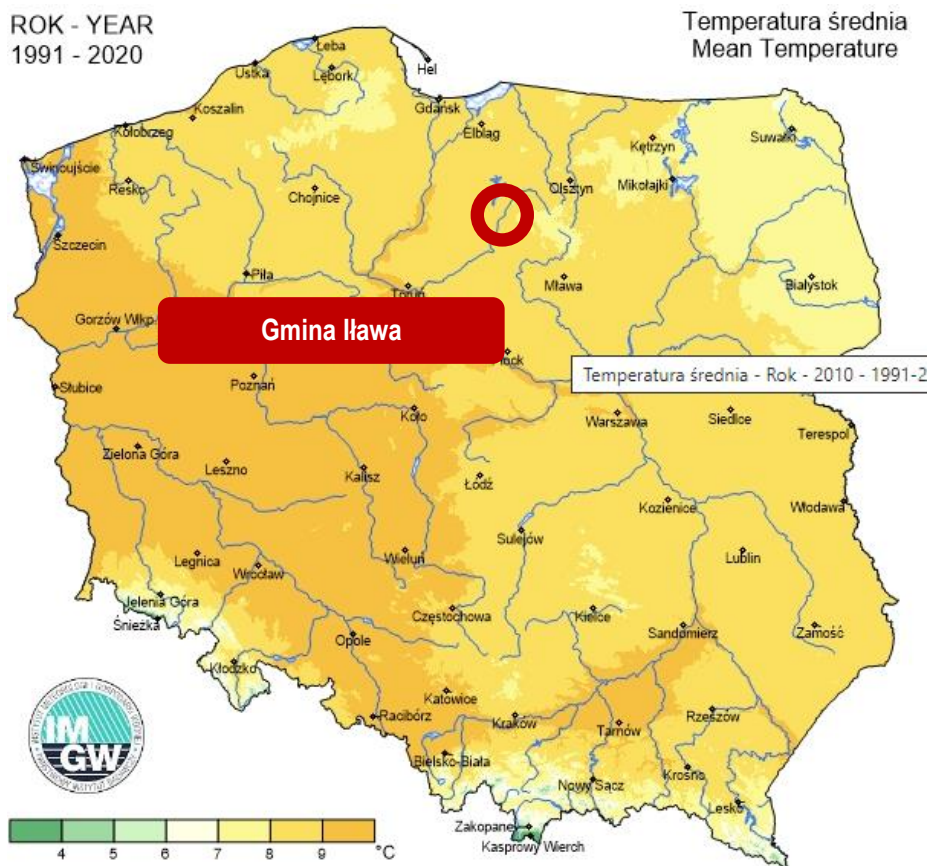 ROK - YEAR
1991 - 2020
Temperatura średnia
Mean Temperature
Łeba
Ustka
Lębork
Hel
Koszalin
Gdańsk
Kołobrzeg
Elbląg
Suwałki
Kętrzyn
Świnoujście
Resko
Chojnice
Olsztyn
Mikołajki
Szczecin
Piła
Mława
Białystok
Toruń
Gorzów Wlkp.
Gmina Iława
Temperatura średnia - Rok - 2010 - 1991-2
Słubice
Poznań
Koło
Warszawa
Siedlce
Terespol
Zielona Góra
Leszno
Kalisz
Łódź
Kozienice
Włodawa
Sulejów
Legnica
Wrocław
Wieluń
Lublin
Jelenia Góra
Śnieżka
Częstochowa
Kielce
Opole
Sandomierz
Zamość
Kłodzko
Katowice
Racibórz
Kraków
Tarnów
Rzeszów
Bielsko-Biała
Nowy Sącz
Krosno
Lesko
Zakopane
Kasprowy Wierch
IM
GW
4 5 6 7 8 9 °C